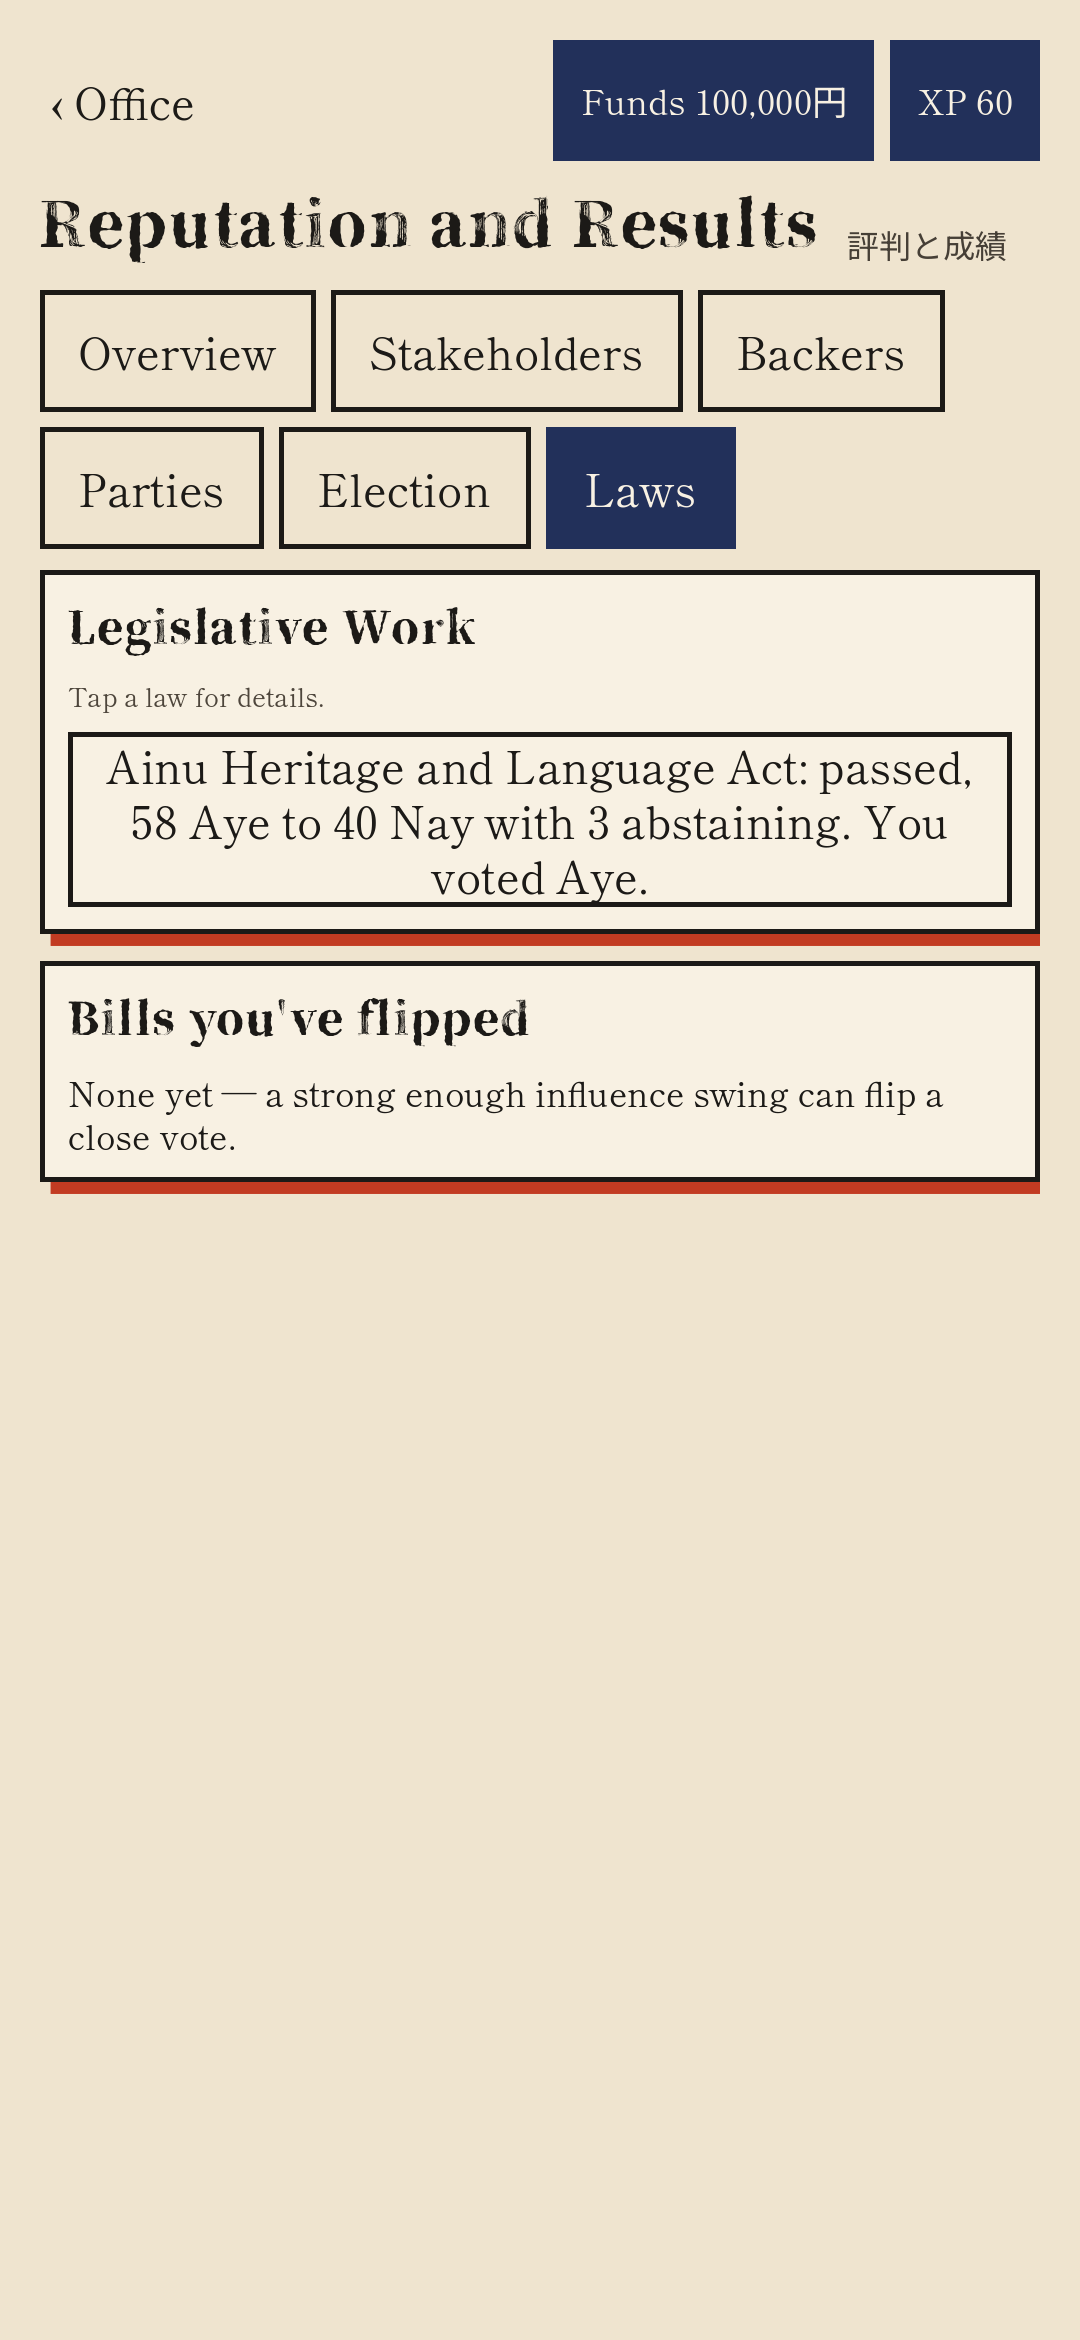 ‹ Office
Funds 100,000円
XP 60
Reputation and Results 評判と成績
Overview
Stakeholders
Backers
Parties
Election
Laws
Legislative Work
Tap a law for details.
Ainu Heritage and Language Act: passed,
58 Aye to 40 Nay with 3 abstaining. You
voted Aye.
Bills you've flipped
None yet — a strong enough influence swing can flip a
close vote.